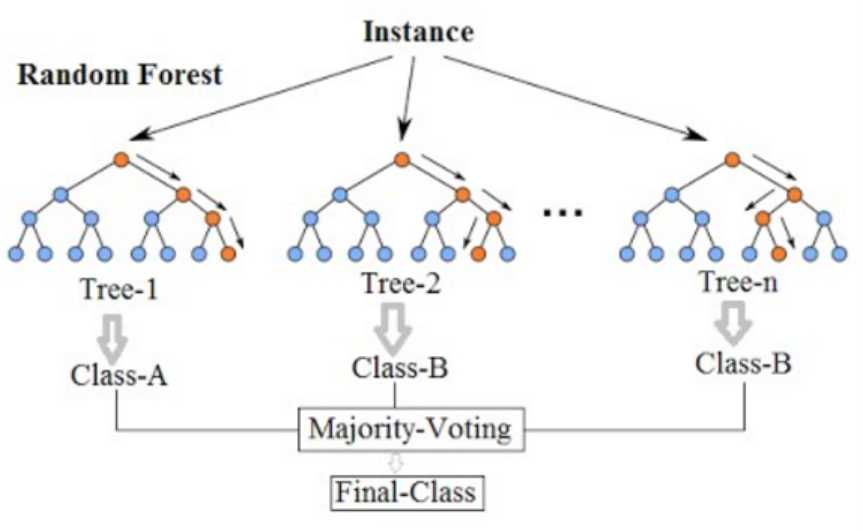 Instance
Random Forest
...
Tree-1
Tree-2
Tree-n
Class-A
Class-B
Class-B
Majority-Voting
Final-Class